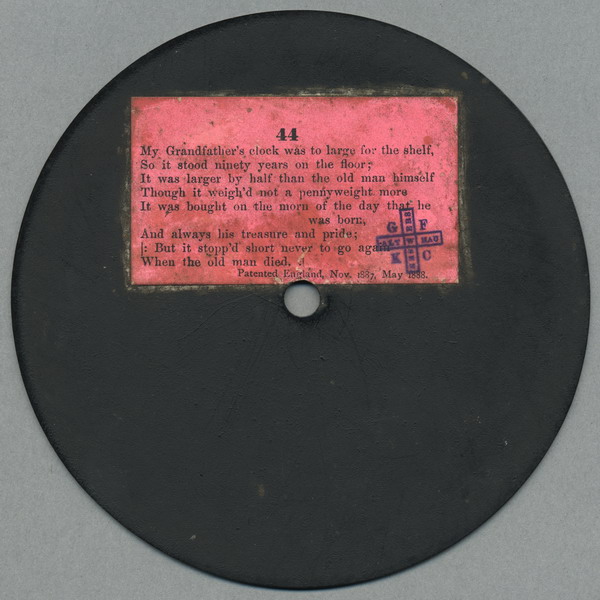 44
My Grandfather's clock was to large for the shelf,
So it stood ninety years on the floor;
It was larger by half than the old man himself
Though it weigh'd not a pennyweight more
It was bought on the morn of the day that he
was born,
And always his treasure and pride;
|: But it stopp'd short never to go again
When the old man died.
Patented England, Nov. 1887, May 1888.
G F
K C